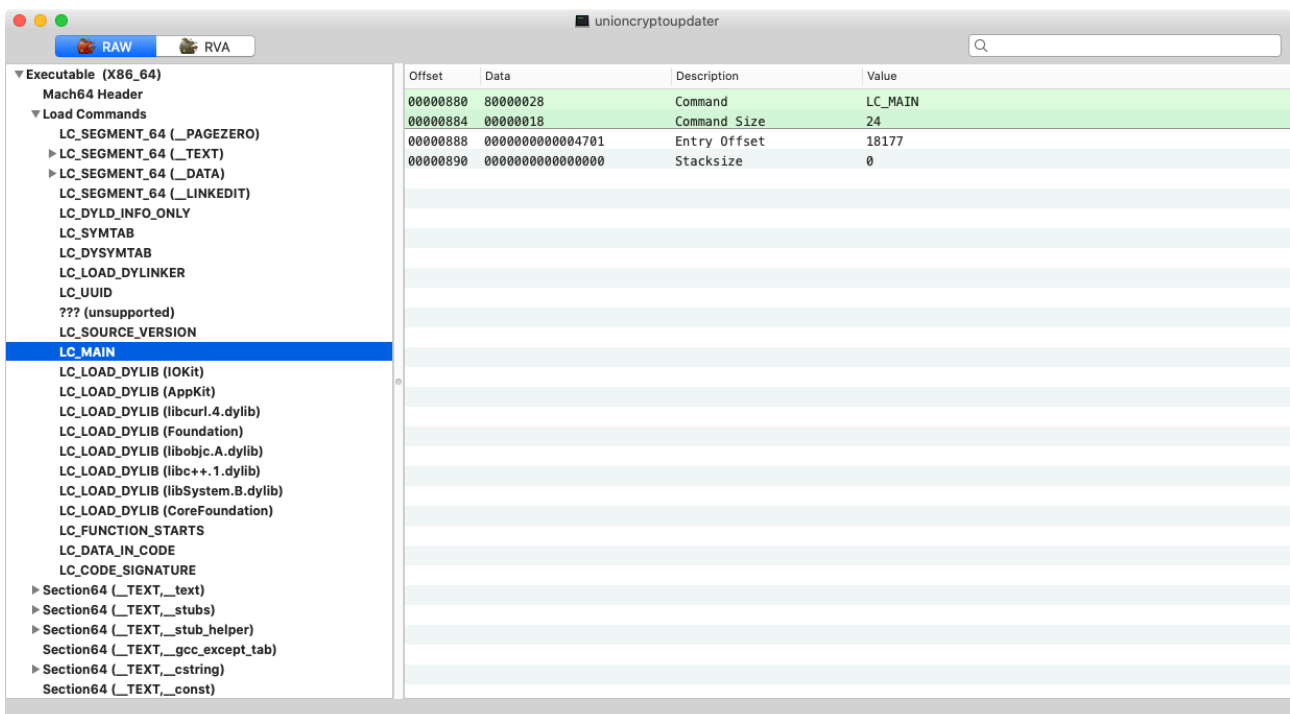 unioncryptoupdater
RAW RVA
Executable (X86_64)
Mach64 Header
Load Commands
LC_SEGMENT_64 (__PAGEZERO)
LC_SEGMENT_64 (__TEXT)
LC_SEGMENT_64 (__DATA)
LC_SEGMENT_64 (__LINKEDIT)
LC_DYLD_INFO_ONLY
LC_SYMTAB
LC_DYSYMTAB
LC_LOAD_DYLINKER
LC_UUID
??? (unsupported)
LC_SOURCE_VERSION
LC_MAIN
LC_LOAD_DYLIB (IOKit)
LC_LOAD_DYLIB (AppKit)
LC_LOAD_DYLIB (libcurl.4.dylib)
LC_LOAD_DYLIB (Foundation)
LC_LOAD_DYLIB (libobjc.A.dylib)
LC_LOAD_DYLIB (libc++.1.dylib)
LC_LOAD_DYLIB (libSystem.B.dylib)
LC_LOAD_DYLIB (CoreFoundation)
LC_FUNCTION_STARTS
LC_DATA_IN_CODE
LC_CODE_SIGNATURE
Section64 (__TEXT,__text)
Section64 (__TEXT,__stubs)
Section64 (__TEXT,__stub_helper)
Section64 (__TEXT,__gcc_except_tab)
Section64 (__TEXT,__cstring)
Section64 (__TEXT,__const)
Offset Data Description Value
00000880 80000028 Command LC_MAIN
00000884 00000018 Command Size 24
00000888 0000000000004701 Entry Offset 18177
00000890 0000000000000000 Stacksize 0